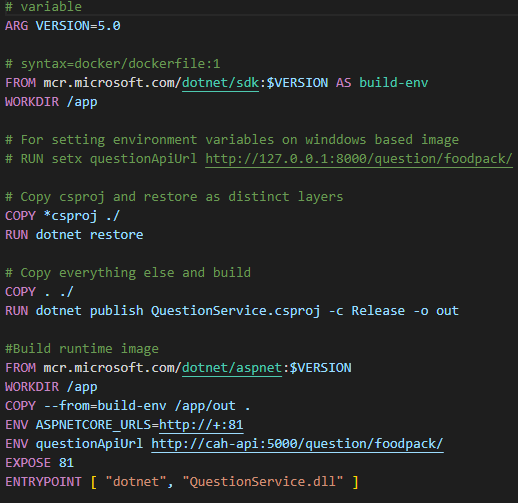 # variable
ARG VERSION=5.0
# syntax=docker/dockerfile:1
FROM mcr.microsoft.com/dotnet/sdk:$VERSION AS build-env
WORKDIR /app
# For setting environment variables on winddows based image
# RUN setx questionApiUrl http://127.0.0.1:8000/question/foodpack/
# Copy csproj and restore as distinct layers
COPY *csproj ./
RUN dotnet restore
# Copy everything else and build
COPY . ./
RUN dotnet publish QuestionService.csproj -c Release -o out
#Build runtime image
FROM mcr.microsoft.com/dotnet/aspnet:$VERSION
WORKDIR /app
COPY --from=build-env /app/out .
ENV ASPNETCORE_URLS=http://+:81
ENV questionApiUrl http://cah-api:5000/question/foodpack/
EXPOSE 81
ENTRYPOINT [ "dotnet", "QuestionService.dll" ]